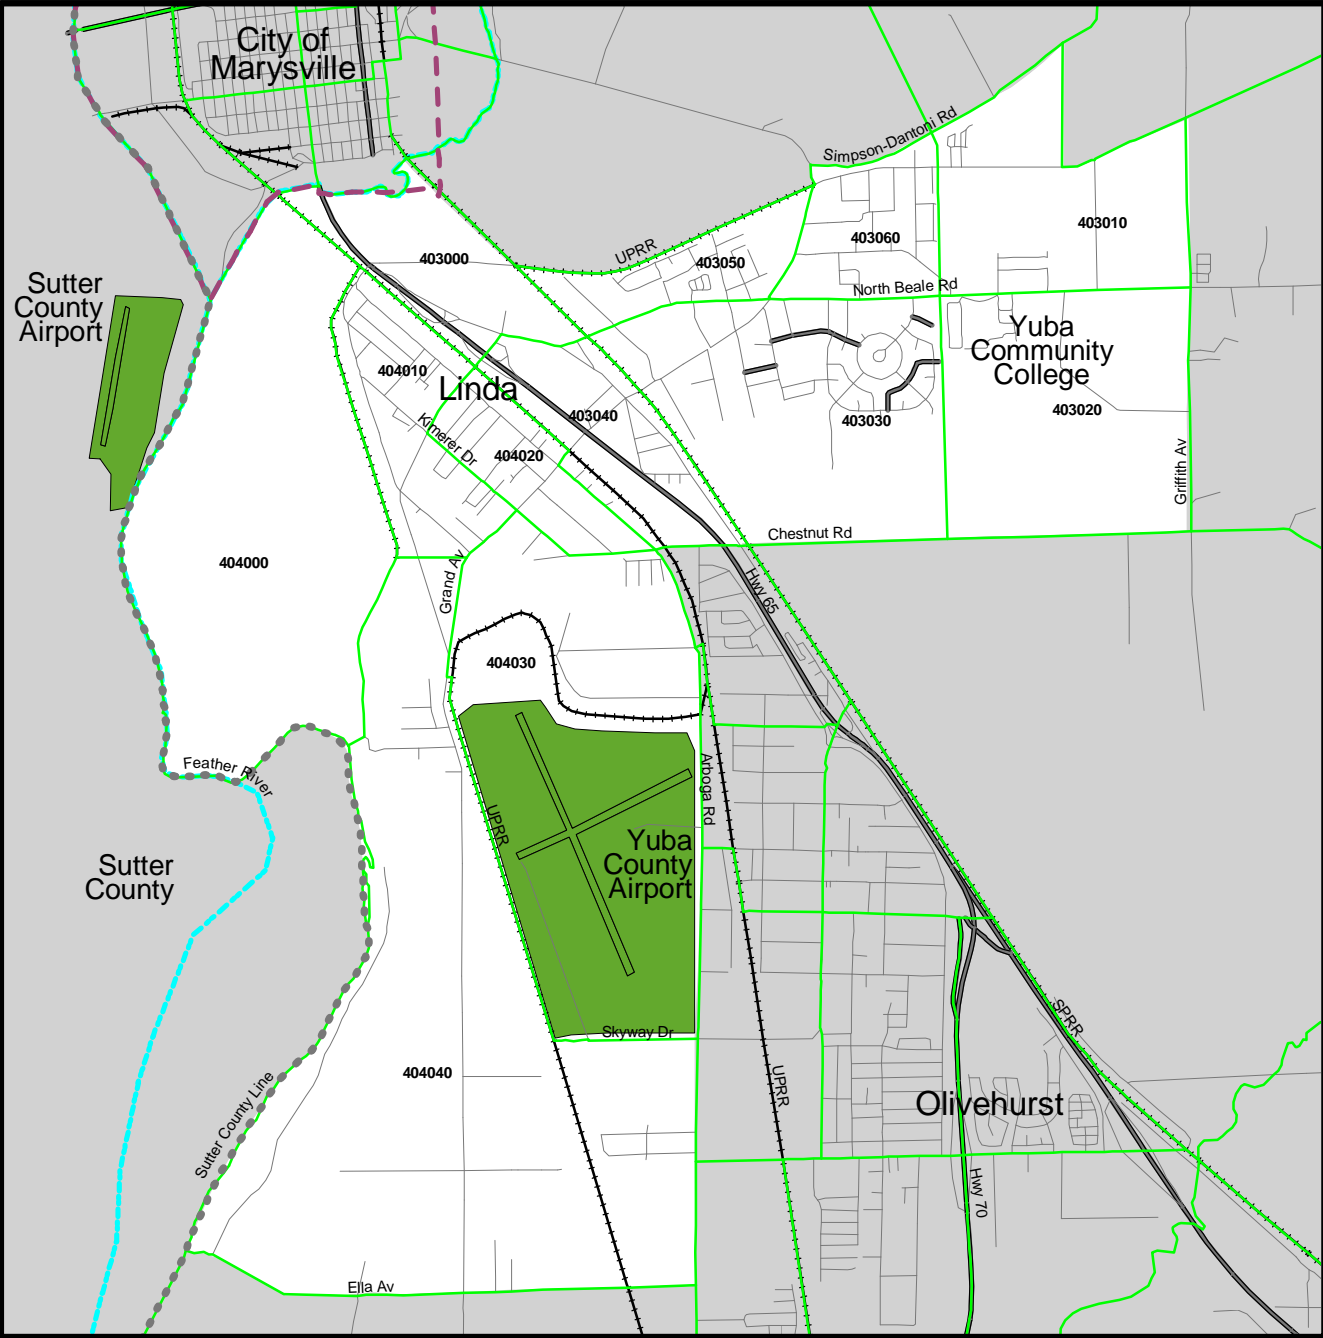 City of
Marysville
Simpson-Dantoni Rd
403010
403060
UPRR
403000
403050
Sutter
County
Airport
North Beale Rd
Yuba
Community
College
404010
Linda
403020
403040
403030
Kimerer Dr
404020
Griffith Av
Chestnut Rd
404000
Grand Av
Hwy 65
404030
Feather River
Arboga Rd
UPRR
Yuba
County
Airport
Sutter
County
Skyway Dr
SPRR
404040
UPRR
Olivehurst
Sutter County Line
Hwy 70
Ella Av